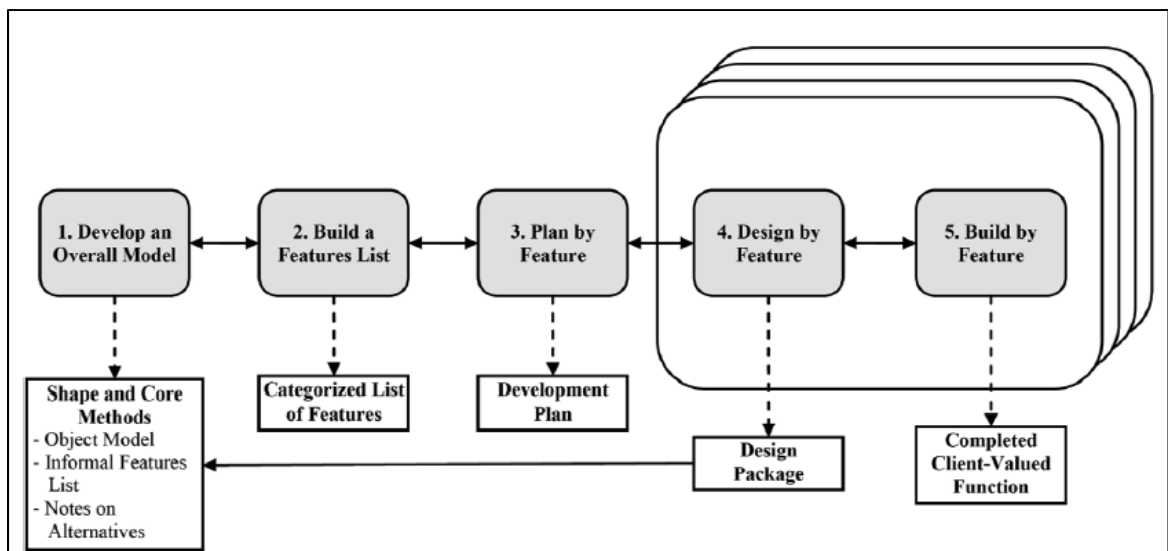 1. Develop an
Overall Model
2. Build a
Features List
3. Plan by
Feature
4. Design by
Feature
5. Build by
Feature
Shape and Core
Methods
- Object Model
- Informal Features
List
- Notes on
Alternatives
Categorized List
of Features
Development
Plan
Design
Package
Completed
Client-Valued
Function